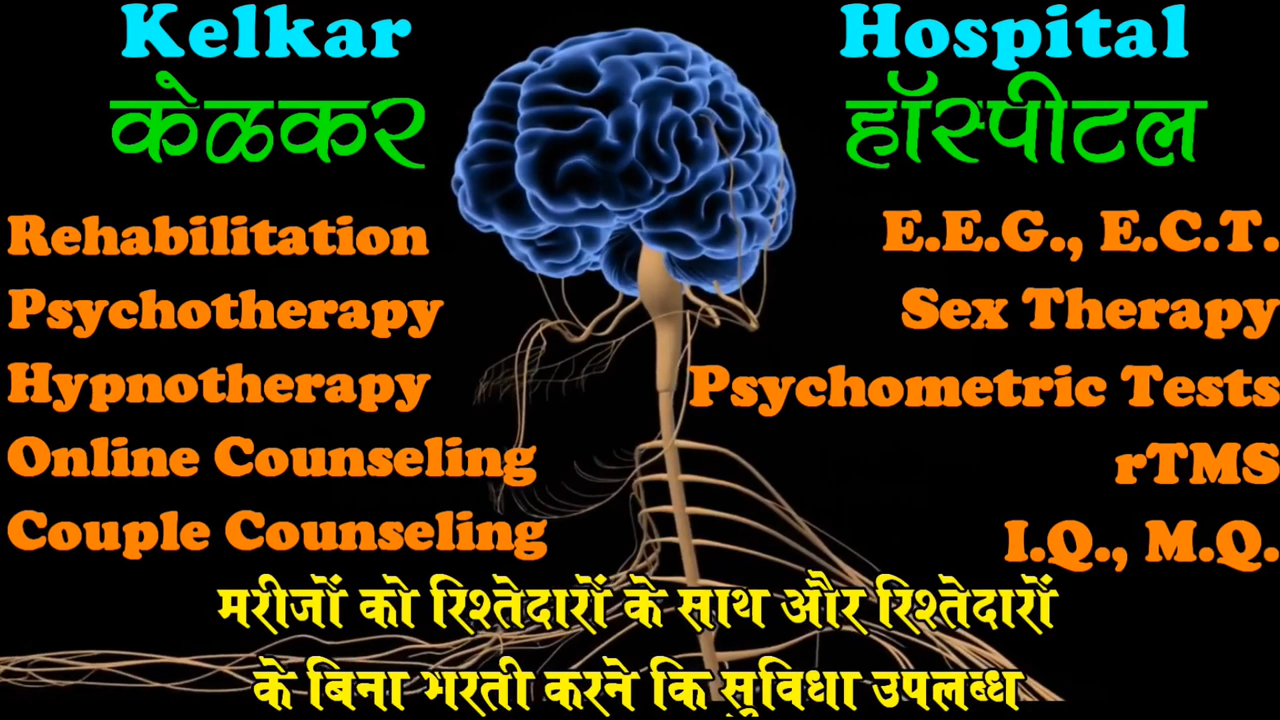 Kelkar Hospital
केळकर हॉस्पीटल
Rehabilitation
Psychotherapy
Hypnotherapy
Online Counseling
Couple Counseling
E.E.G., E.C.T.
Sex Therapy
Psychometric Tests
rTMS
I.Q., M.Q.
मरीजों को रिश्तेदारों के साथ और रिश्तेदारों
के बिना भरती करने कि सुविधा उपलब्ध